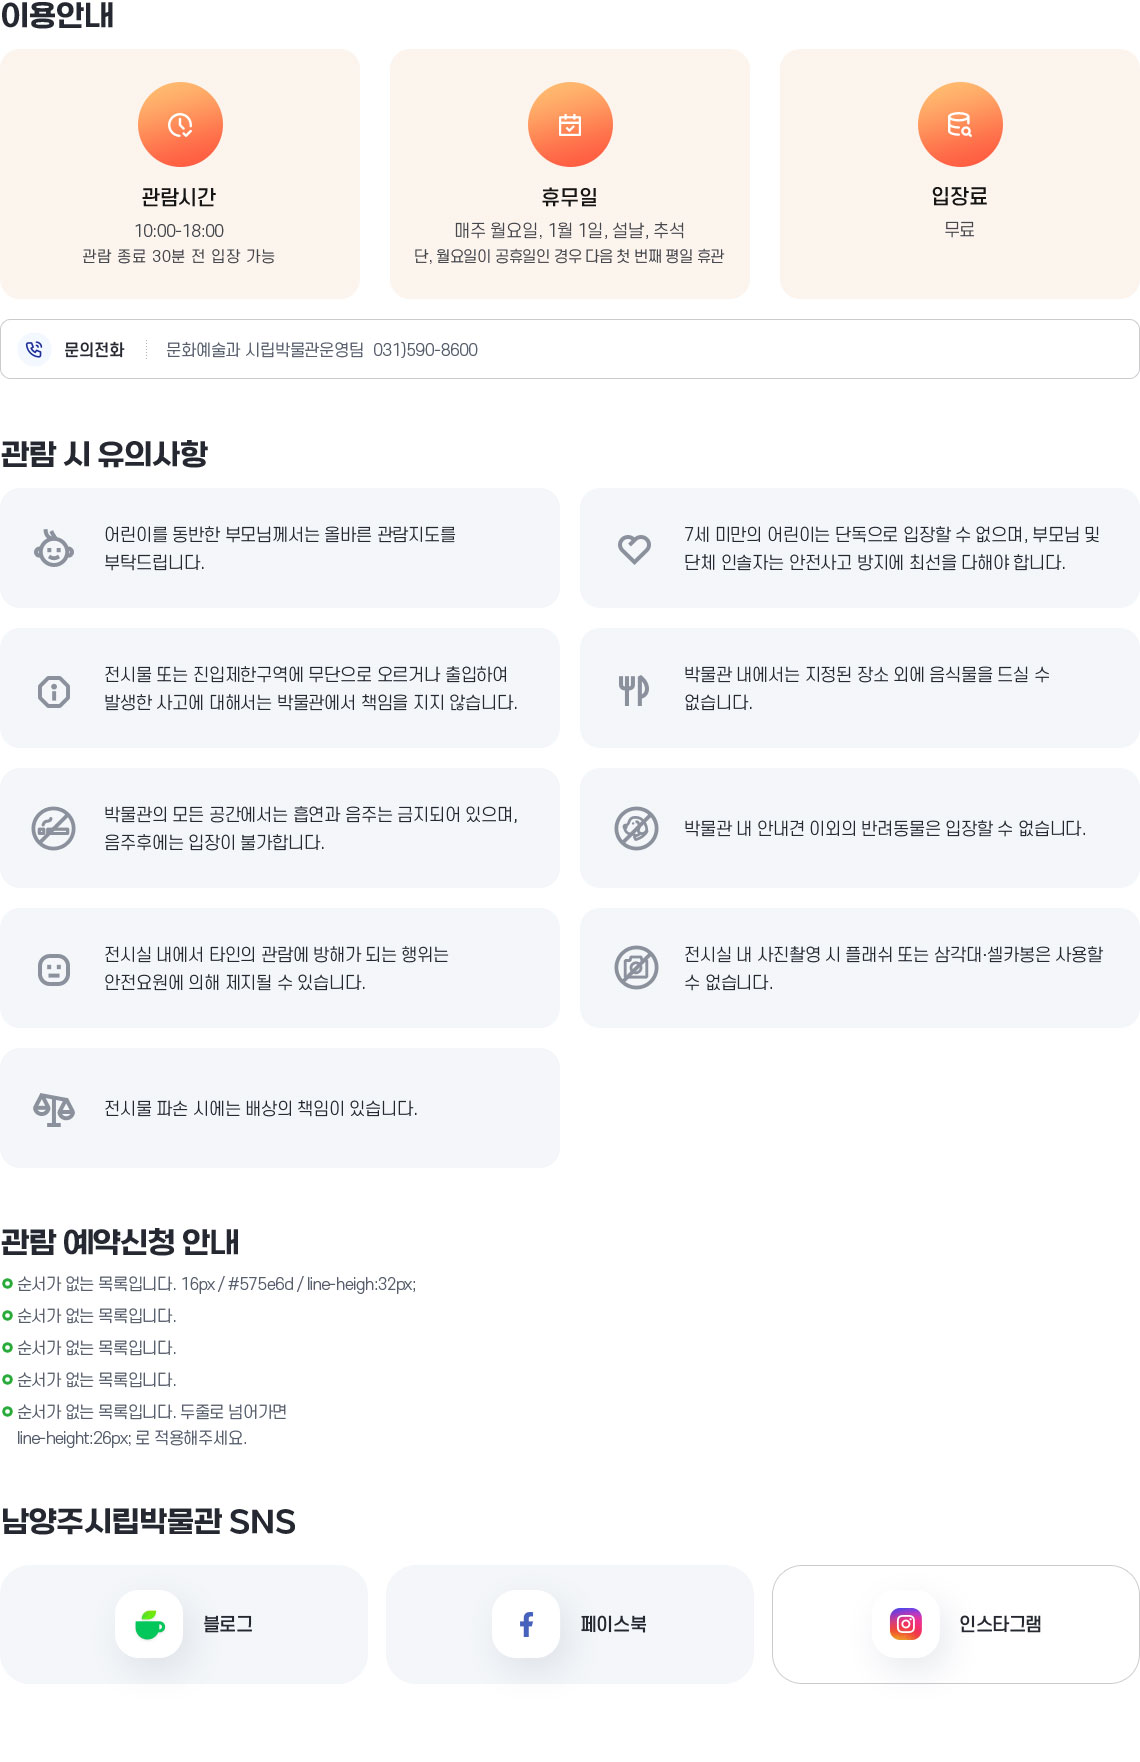 이용안내
관람시간
10:00-18:00
관람 종료 30분 전 입장 가능
휴무일
매주 월요일, 1월 1일, 설날, 추석
단, 월요일이 공휴일인 경우 다음 첫 번째 평일 휴관
입장료
무료
문의전화
문화예술과 시립박물관운영팀 031)590-8600
관람 시 유의사항
어린이를 동반한 부모님께서는 올바른 관람지도를
부탁드립니다.
7세 미만의 어린이는 단독으로 입장할 수 없으며, 부모님 및
단체 인솔자는 안전사고 방지에 최선을 다해야 합니다.
전시물 또는 진입제한구역에 무단으로 오르거나 출입하여
발생한 사고에 대해서는 박물관에서 책임을 지지 않습니다.
박물관 내에서는 지정된 장소 외에 음식물을 드실 수
없습니다.
박물관의 모든 공간에서는 흡연과 음주는 금지되어 있으며,
음주후에는 입장이 불가합니다.
박물관 내 안내견 이외의 반려동물은 입장할 수 없습니다.
전시실 내에서 타인의 관람에 방해가 되는 행위는
안전요원에 의해 제지될 수 있습니다.
전시실 내 사진촬영 시 플래쉬 또는 삼각대·셀카봉은 사용할
수 없습니다.
전시물 파손 시에는 배상의 책임이 있습니다.
관람 예약신청 안내
순서가 없는 목록입니다. 16px / #575e6d / line-heigh:32px;
순서가 없는 목록입니다.
순서가 없는 목록입니다.
순서가 없는 목록입니다.
순서가 없는 목록입니다. 두줄로 넘어가면
line-height:26px; 로 적용해주세요.
남양주시립박물관 SNS
블로그
페이스북
인스타그램